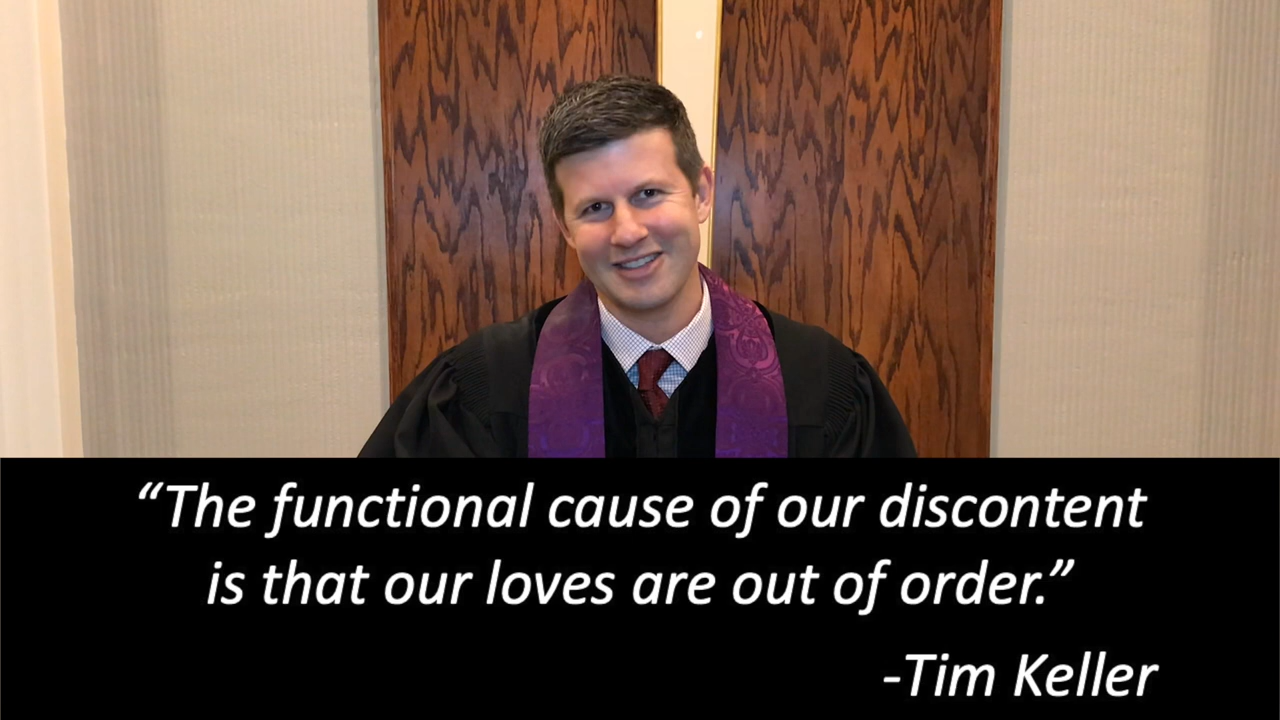 “The functional cause of our discontent
is that our loves are out of order.”
-Tim Keller